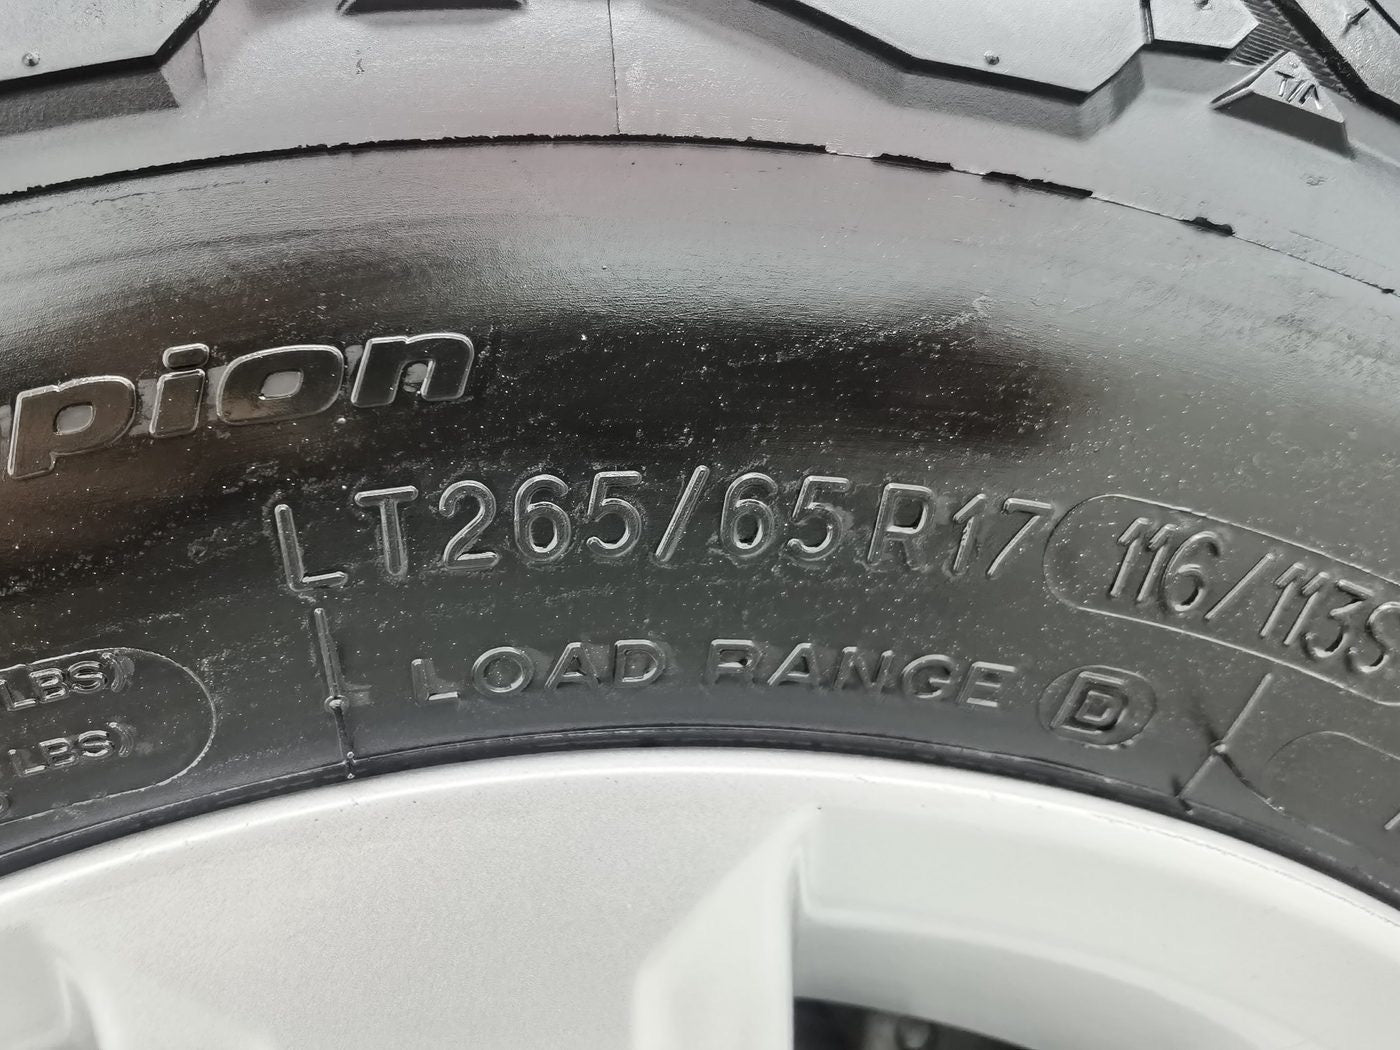 T/A
pion
LT265/65R17 116/113S
LBS)
LOAD RANGE D
LBS)